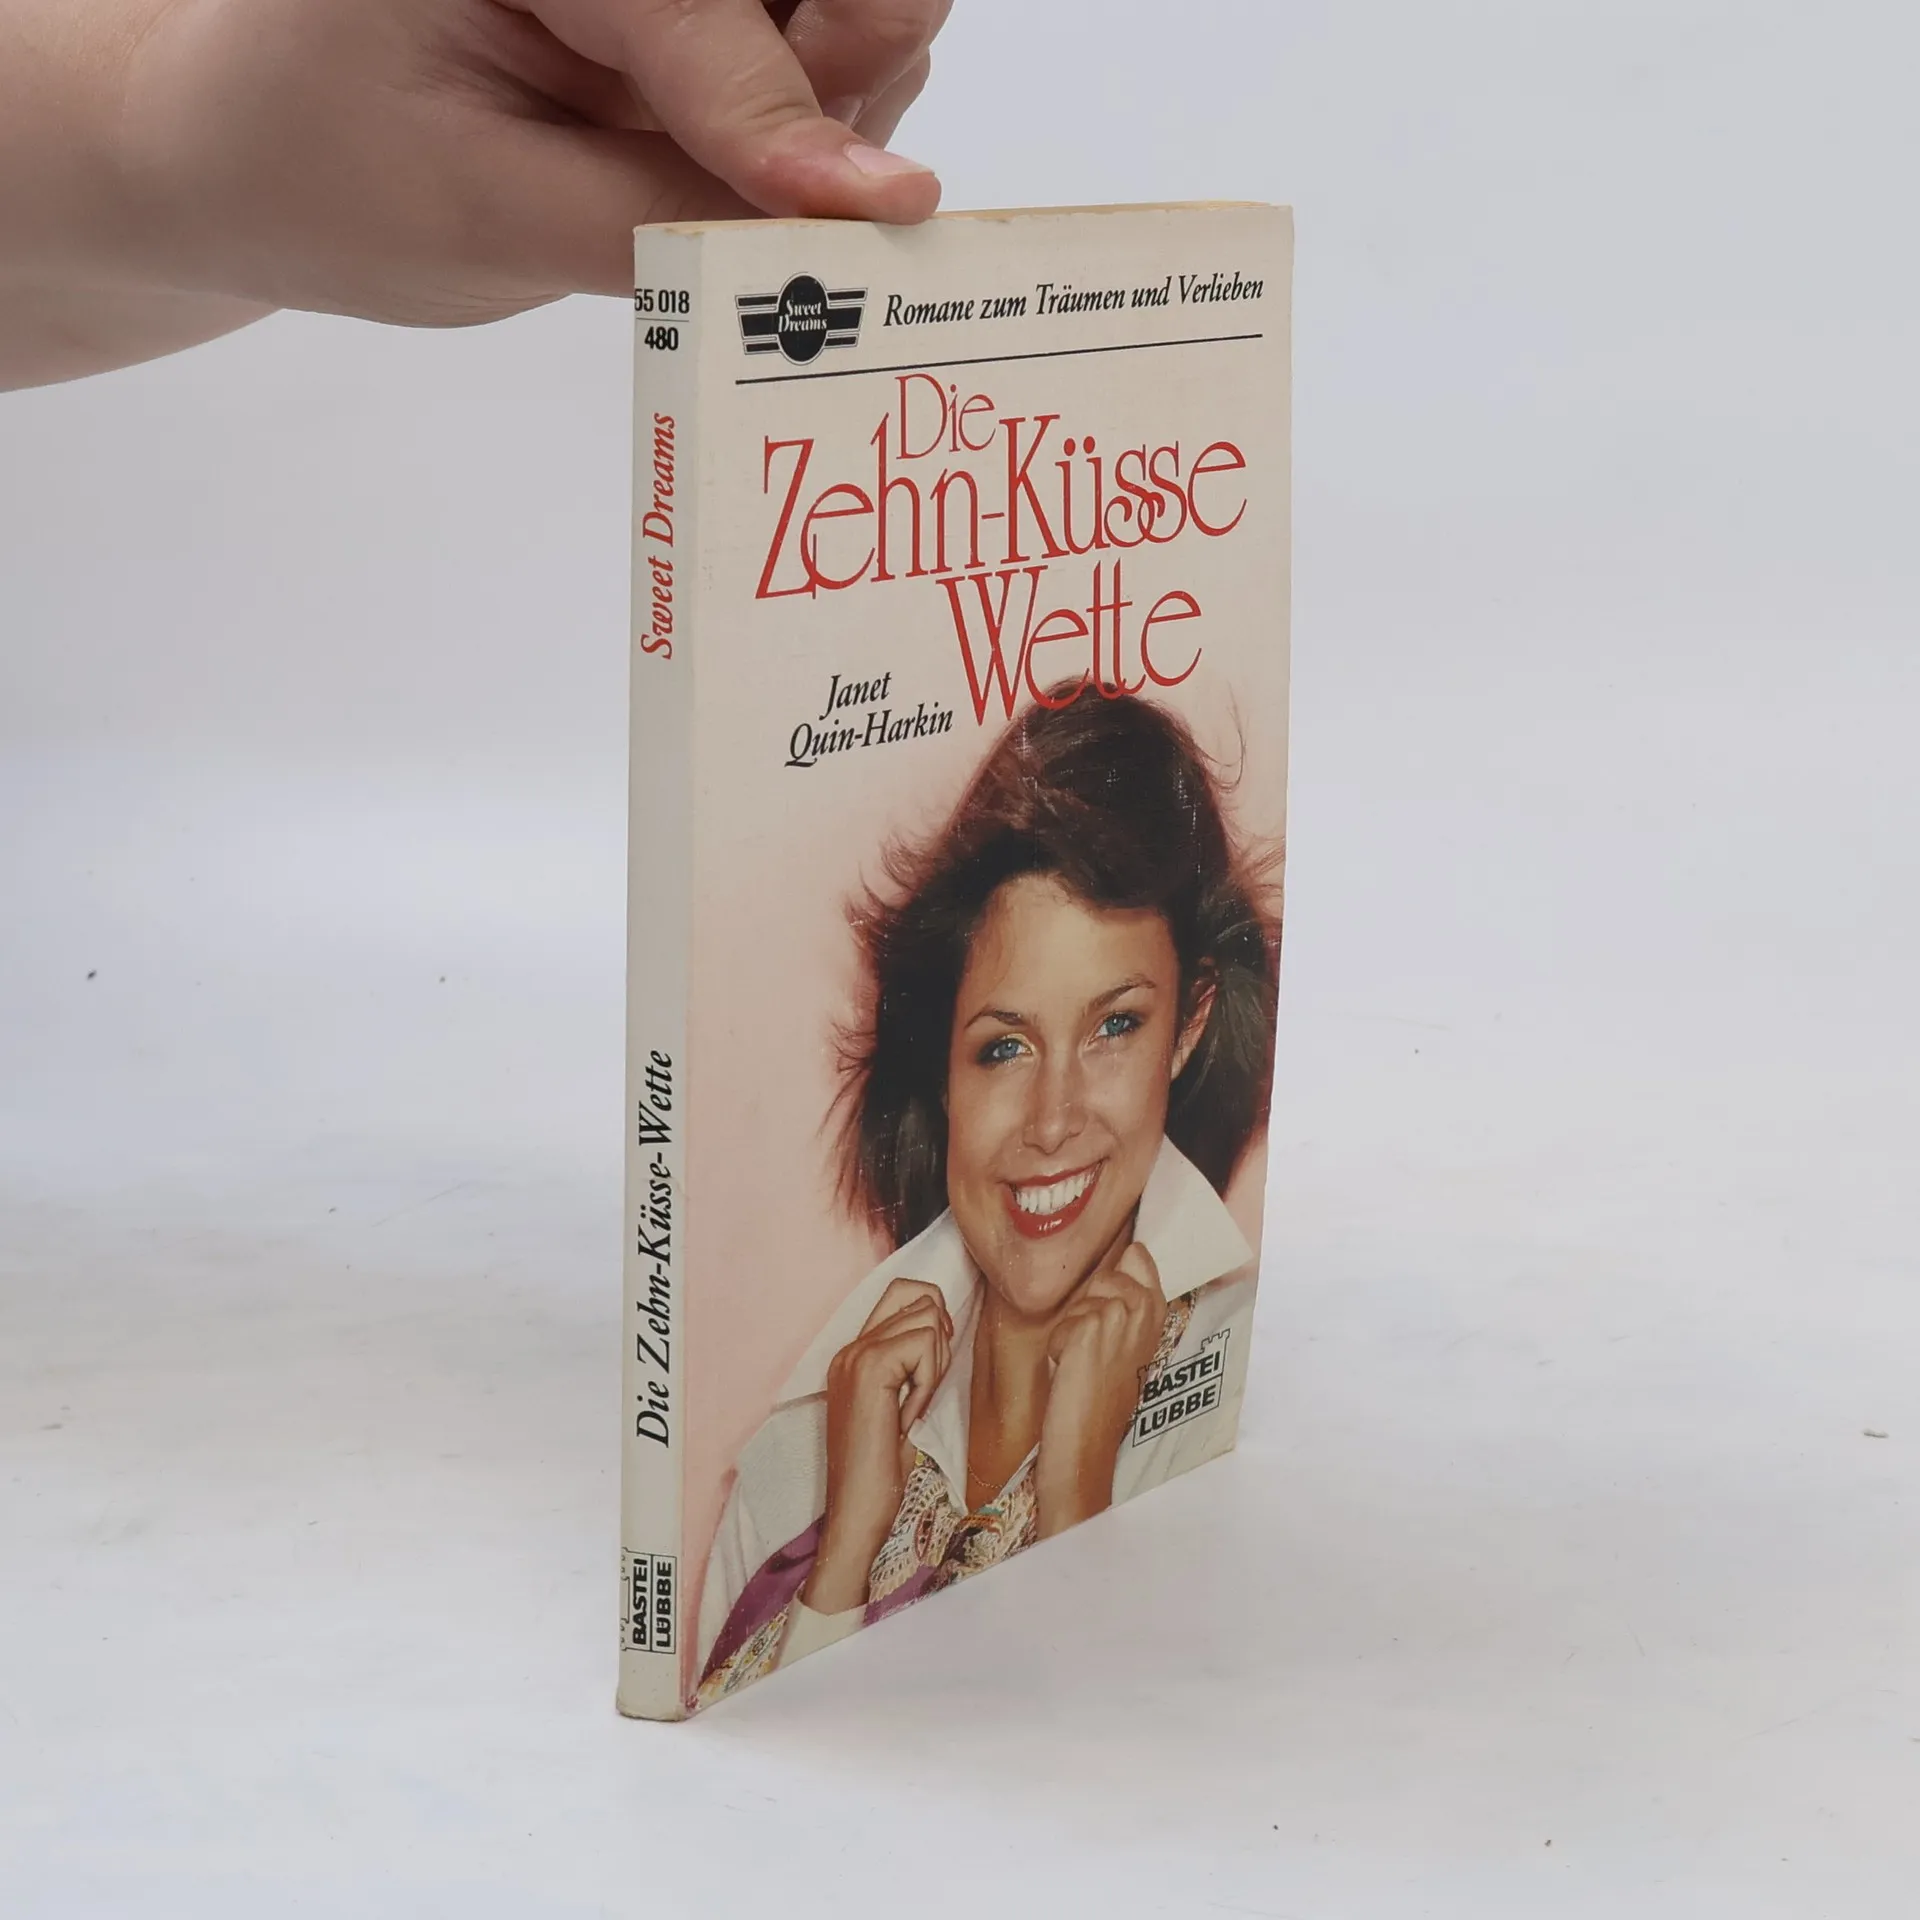 55 018
480
Sweet Dreams
Die Zehn-Küsse-Wette
BASTEI
LÜBBE
Sweet
Dreams
Romane zum Träumen und Verlieben
Die
Zehn-Küsse
Wette
Janet
Quin-Harkin
BASTEI
LÜBBE